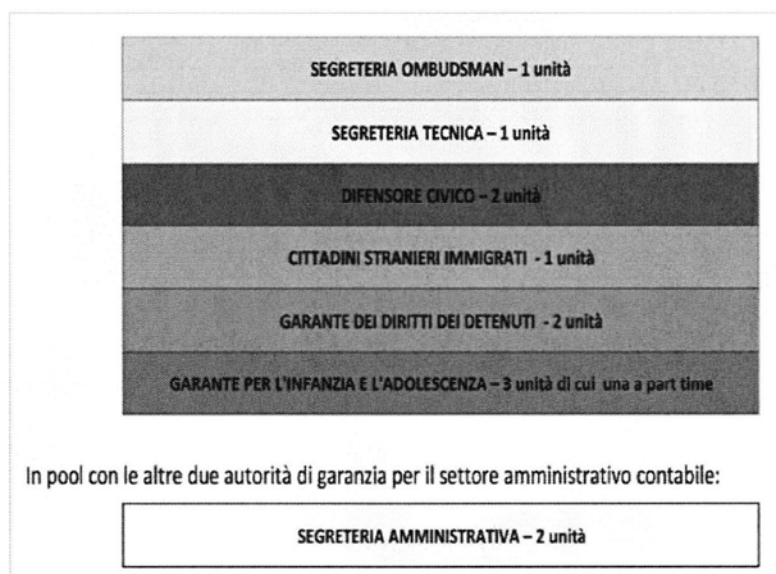 SEGRETERIA OMBUDSMAN – 1 unità
SEGRETERIA TECNICA – 1 unità
DIFENSORE CIVICO – 2 unità
CITTADINI STRANIERI IMMIGRATI - 1 unità
GARANTE DEI DIRITTI DEI DETENUTI - 2 unità
GARANTE PER L'INFANZIA E L'ADOLESCENZA – 3 unità di cui una a part time
In pool con le altre due autorità di garanzia per il settore amministrativo contabile:
SEGRETERIA AMMINISTRATIVA – 2 unità